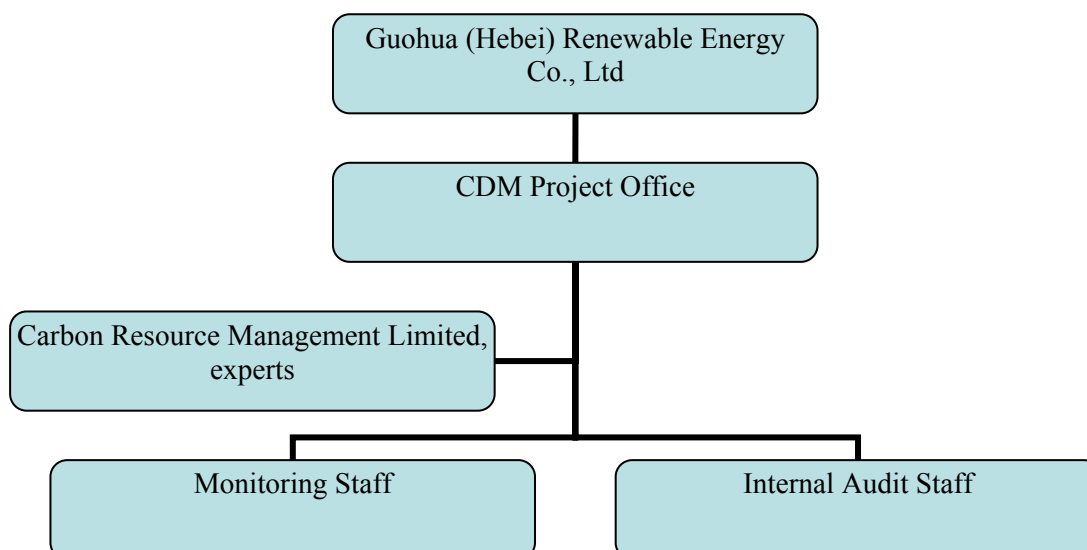 Guohua (Hebei) Renewable Energy
Co., Ltd
CDM Project Office
Carbon Resource Management Limited,
experts
Monitoring Staff
Internal Audit Staff